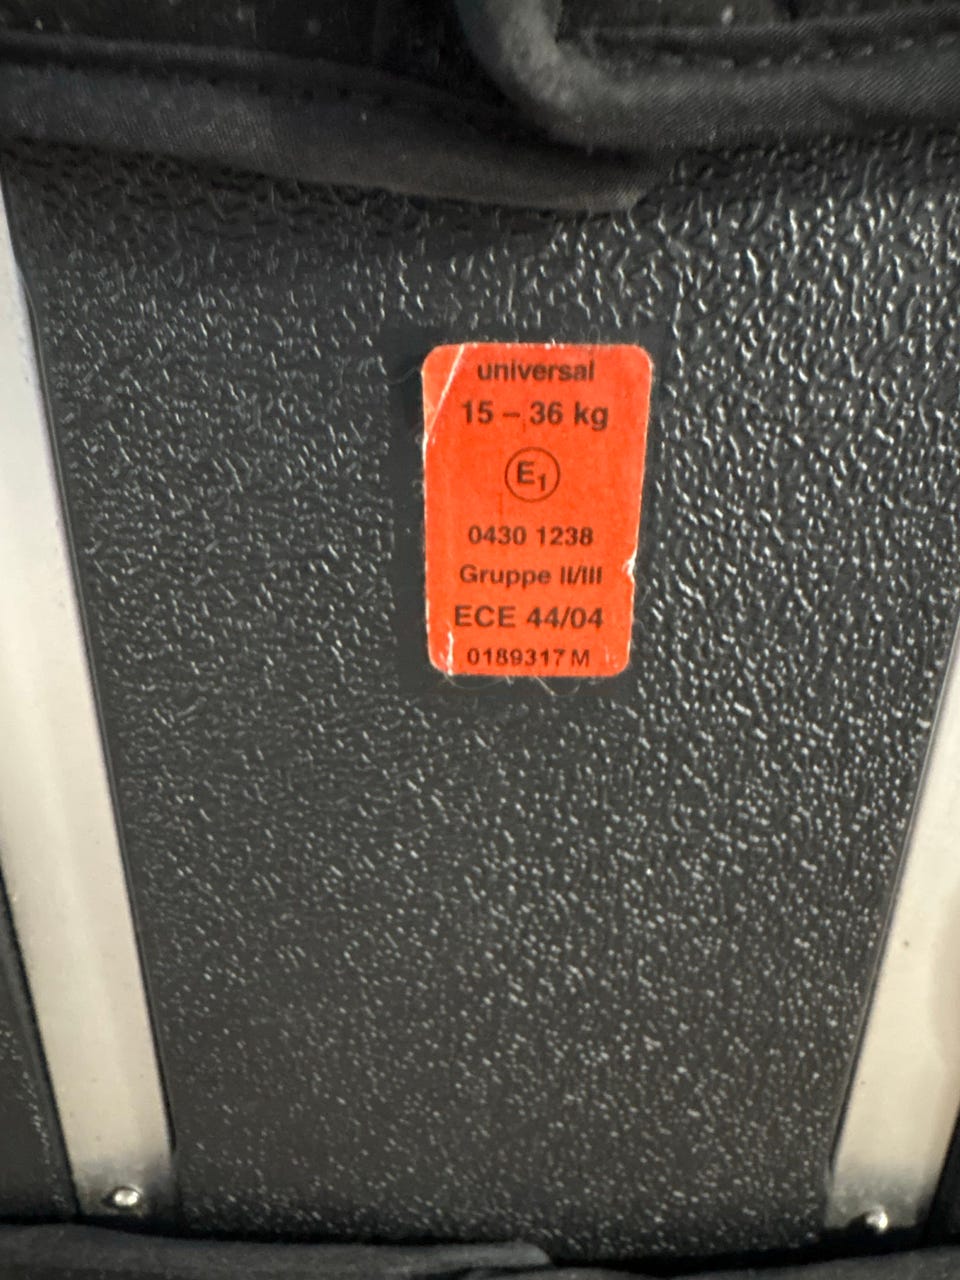 universal
15 – 36 kg
E1
0430 1238
Gruppe II/III
ECE 44/04
0189317 M